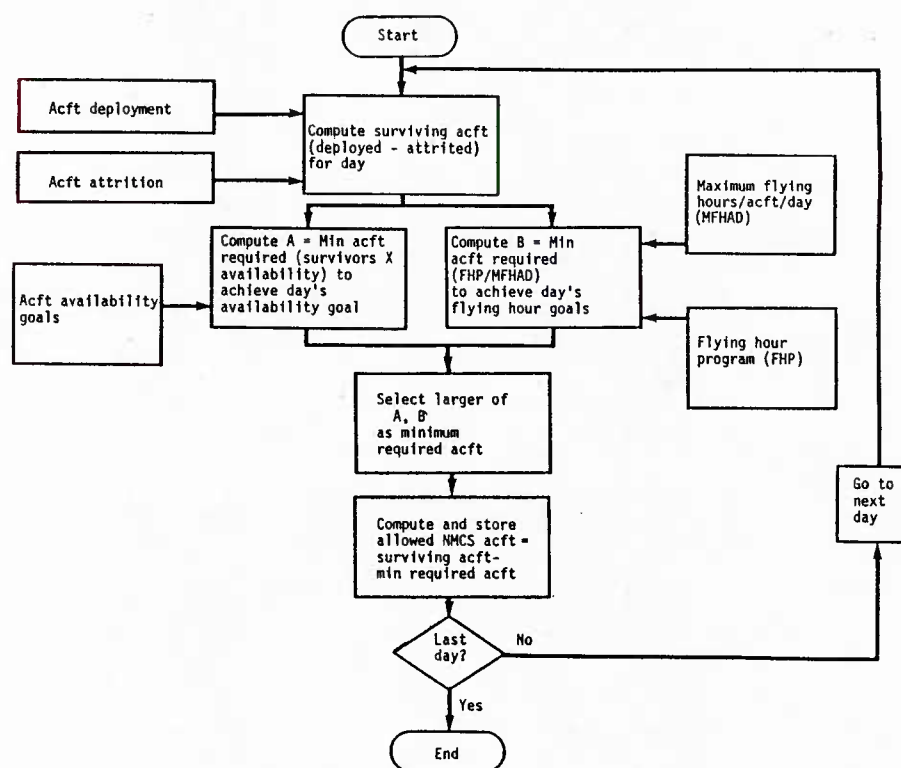 Start
Acft deployment
Acft attrition
Compute surviving acft
(deployed - attrited)
for day
Maximum flying
hours/acft/day
(MFHAD)
Compute A = Min acft
required (survivors X
availability) to
achieve day's
availability goal
Compute B = Min
acft required
(FHP/MFHAD)
to achieve day's
flying hour goals
Acft availability
goals
Flying hour
program (FHP)
Select larger of
A, B
as minimum
required acft
Go to
next
day
Compute and store
allowed NMCS acft=
surviving acft-
min required acft
Last
day?
No
Yes
End